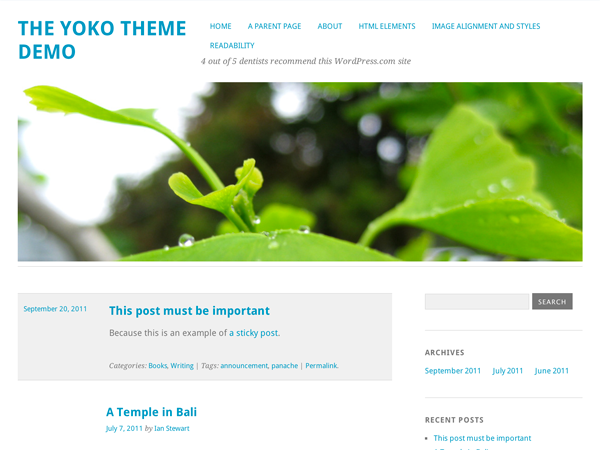 THE YOKO THEME
DEMO
HOME A PARENT PAGE ABOUT HTML ELEMENTS IMAGE ALIGNMENT AND STYLES
READABILITY
4 out of 5 dentists recommend this WordPress.com site
September 20, 2011
This post must be important
Because this is an example of a sticky post.
Categories: Books, Writing | Tags: announcement, panache | Permalink.
A Temple in Bali
July 7, 2011 by Ian Stewart
SEARCH
ARCHIVES
September 2011 July 2011 June 2011
RECENT POSTS
This post must be important